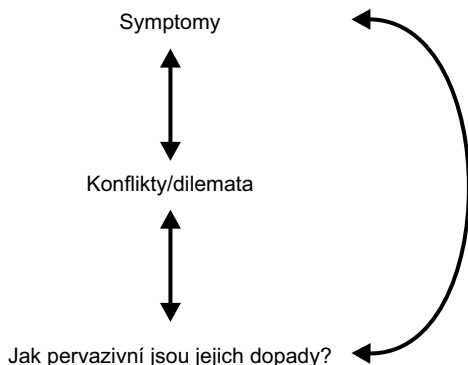 Symptomy
Konflikty/dilemata
Jak pervazivní jsou jejich dopady?